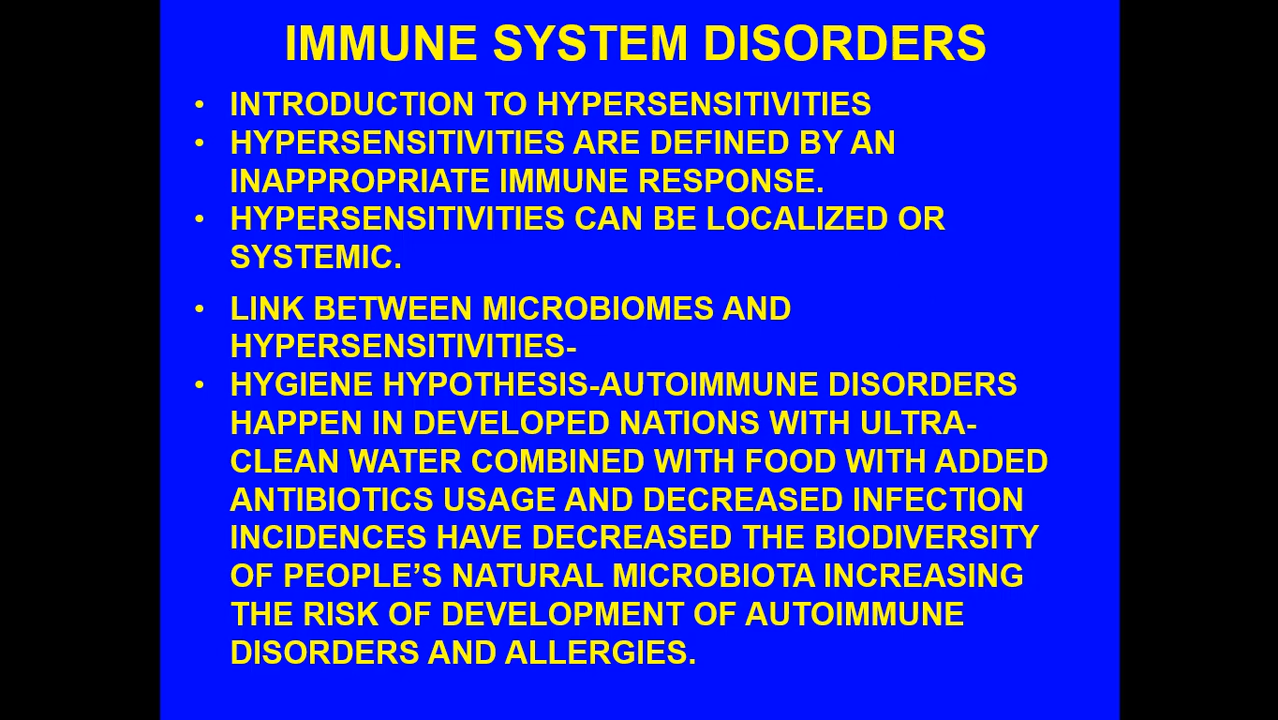 IMMUNE SYSTEM DISORDERS
• INTRODUCTION TO HYPERSENSITIVITIES
• HYPERSENSITIVITIES ARE DEFINED BY AN
INAPPROPRIATE IMMUNE RESPONSE.
• HYPERSENSITIVITIES CAN BE LOCALIZED OR
SYSTEMIC.
• LINK BETWEEN MICROBIOMES AND
HYPERSENSITIVITIES-
• HYGIENE HYPOTHESIS-AUTOIMMUNE DISORDERS
HAPPEN IN DEVELOPED NATIONS WITH ULTRA-
CLEAN WATER COMBINED WITH FOOD WITH ADDED
ANTIBIOTICS USAGE AND DECREASED INFECTION
INCIDENCES HAVE DECREASED THE BIODIVERSITY
OF PEOPLE’S NATURAL MICROBIOTA INCREASING
THE RISK OF DEVELOPMENT OF AUTOIMMUNE
DISORDERS AND ALLERGIES.